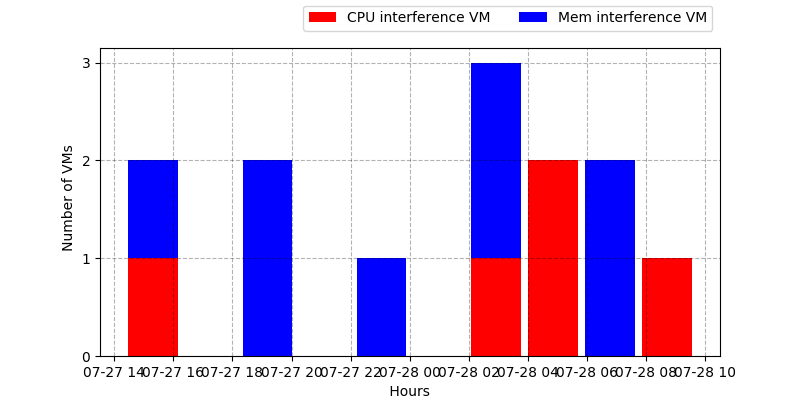 CPU interference VM Mem interference VM
3
2
1
0
Number of VMs
07-27 14 07-27 16 07-27 18 07-27 20 07-27 22 07-28 00 07-28 02 07-28 04 07-28 06 07-28 08 07-28 10
Hours